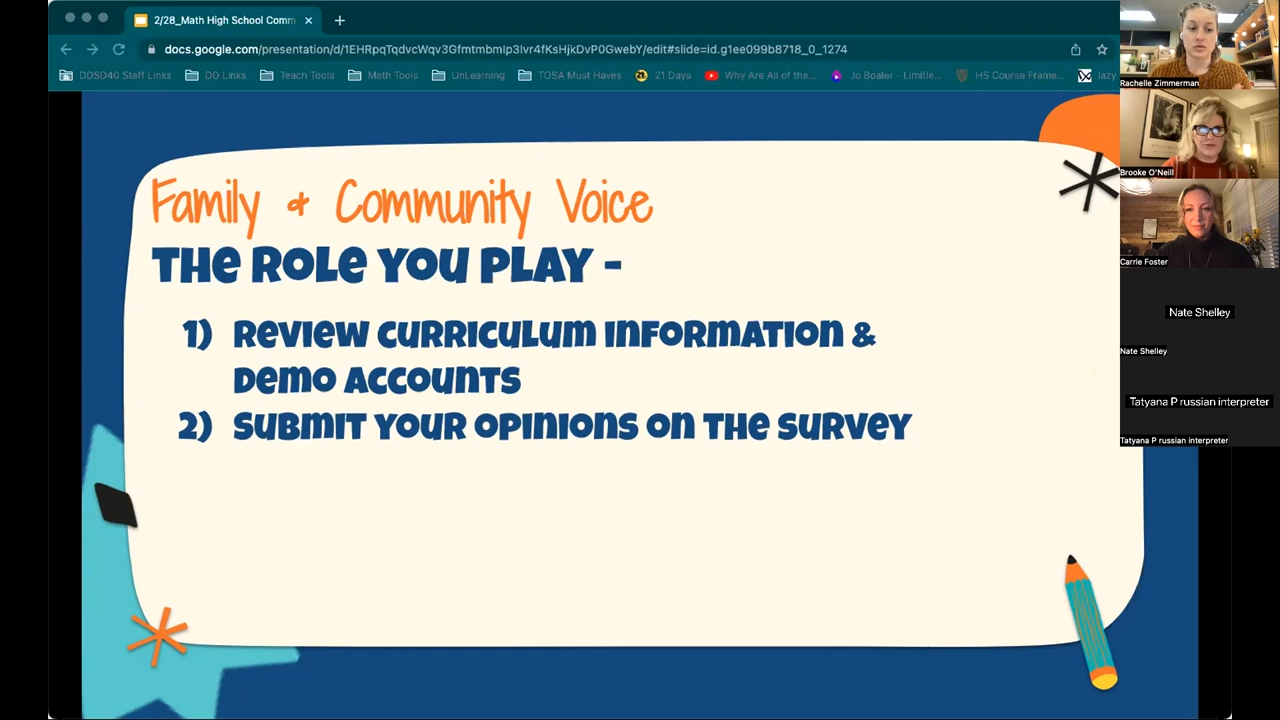 2/28_Math High School Comm
docs.google.com/presentation/d/1EHRpqTqdvcWqv3Gfmtmbmlp3lvr4fKsHjkDvP0GwebY/edit#slide=id.g1ee099b8718_0_1274
DDSD40 Staff Links DD Links Teach Tools Math Tools UnLearning TOSA Must Haves 21 Days Why Are All of the... Jo Boaler - Limitle... HS Course Frame... lazy
Family & Community Voice
The Role You Play -
1) Review curriculum information &
demo accounts
2) Submit your opinions on the survey
Rachelle Zimmerman
Brooke O'Neill
Carrie Foster
Nate Shelley
Nate Shelley
Tatyana P russian interpreter
Tatyana P russian interpreter